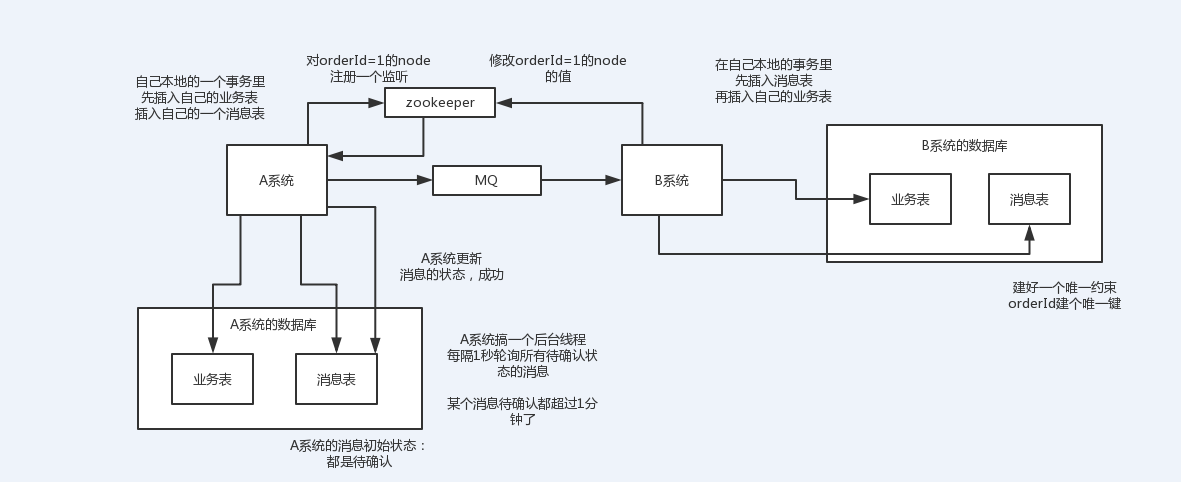 对orderId=1的node
注册一个监听
修改orderId=1的node
的值
在自己本地的事务里
先插入消息表
再插入自己的业务表
自己本地的一个事务里
先插入自己的业务表
插入自己的一个消息表
zookeeper
B系统的数据库
A系统
MQ
B系统
业务表
消息表
A系统更新
消息的状态，成功
建好一个唯一约束
orderId建个唯一键
A系统的数据库
A系统搞一个后台线程
每隔1秒轮询所有待确认状
态的消息
业务表
消息表
某个消息待确认都超过1分
钟了
A系统的消息初始状态：
都是待确认